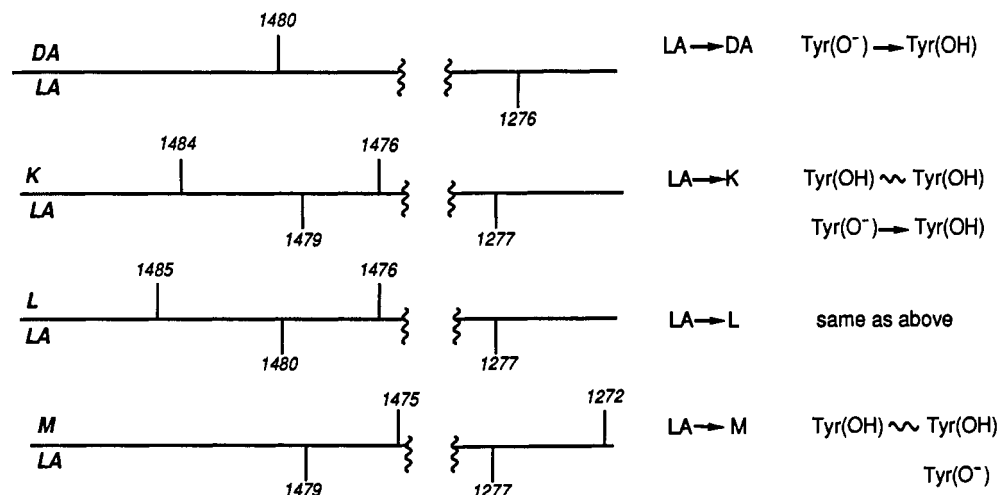 1480
DA LA→DA Tyr(O⁻)→Tyr(OH)
LA
1276
1484 1476
K LA→K Tyr(OH) ∿ Tyr(OH)
LA
1479 1277 Tyr(O⁻)→Tyr(OH)
1485 1476
L LA→L same as above
LA
1480 1277
1475 1272
M LA→M Tyr(OH) ∿ Tyr(OH)
LA
1479 1277 Tyr(O⁻)